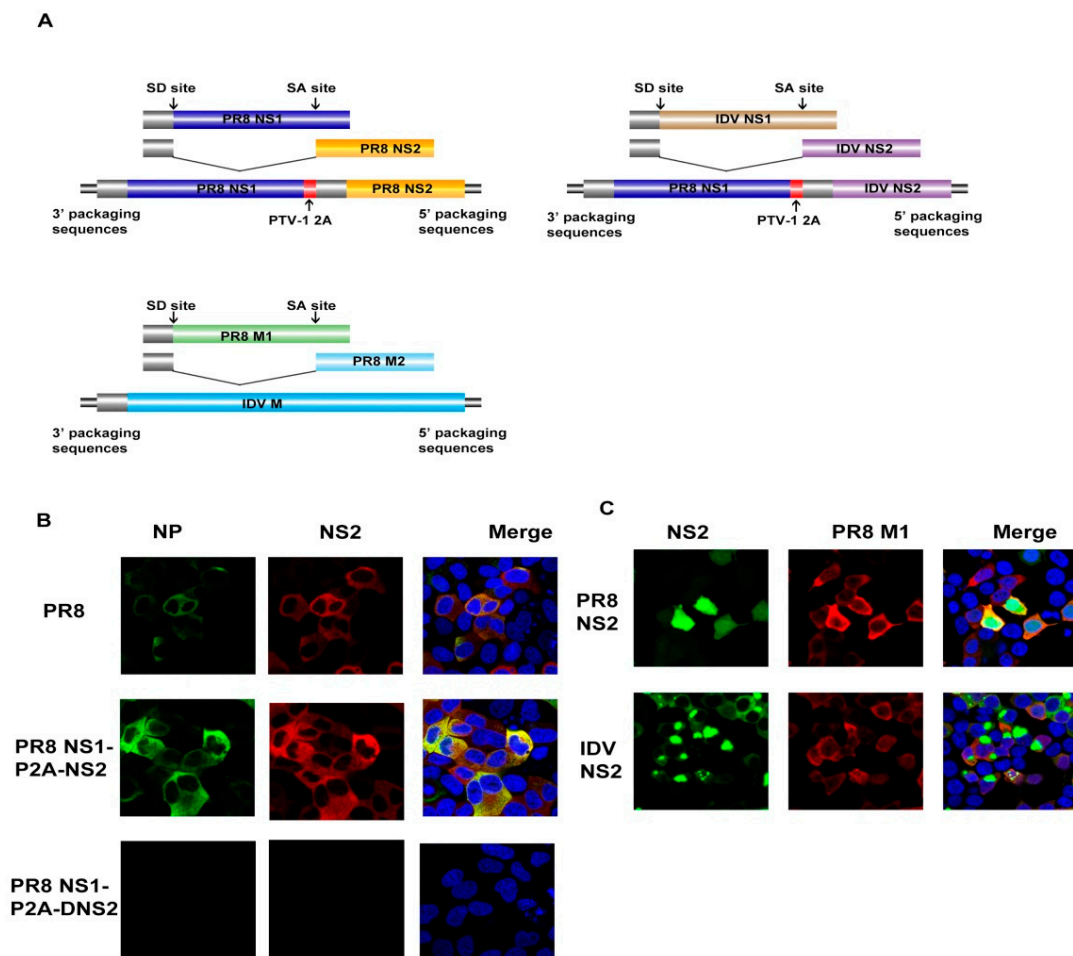 A
SD site SA site
PR8 NS1
PR8 NS2
PR8 NS1 PR8 NS2
3' packaging sequences
PTV-1 2A
5' packaging sequences
SD site SA site
IDV NS1
IDV NS2
PR8 NS1 IDV NS2
3' packaging sequences
PTV-1 2A
5' packaging sequences
SD site SA site
PR8 M1
PR8 M2
IDV M
3' packaging sequences
5' packaging sequences
B
NP NS2 Merge
PR8
PR8 NS1-
P2A-NS2
PR8 NS1-
P2A-DNS2
C
NS2 PR8 M1 Merge
PR8
NS2
IDV
NS2